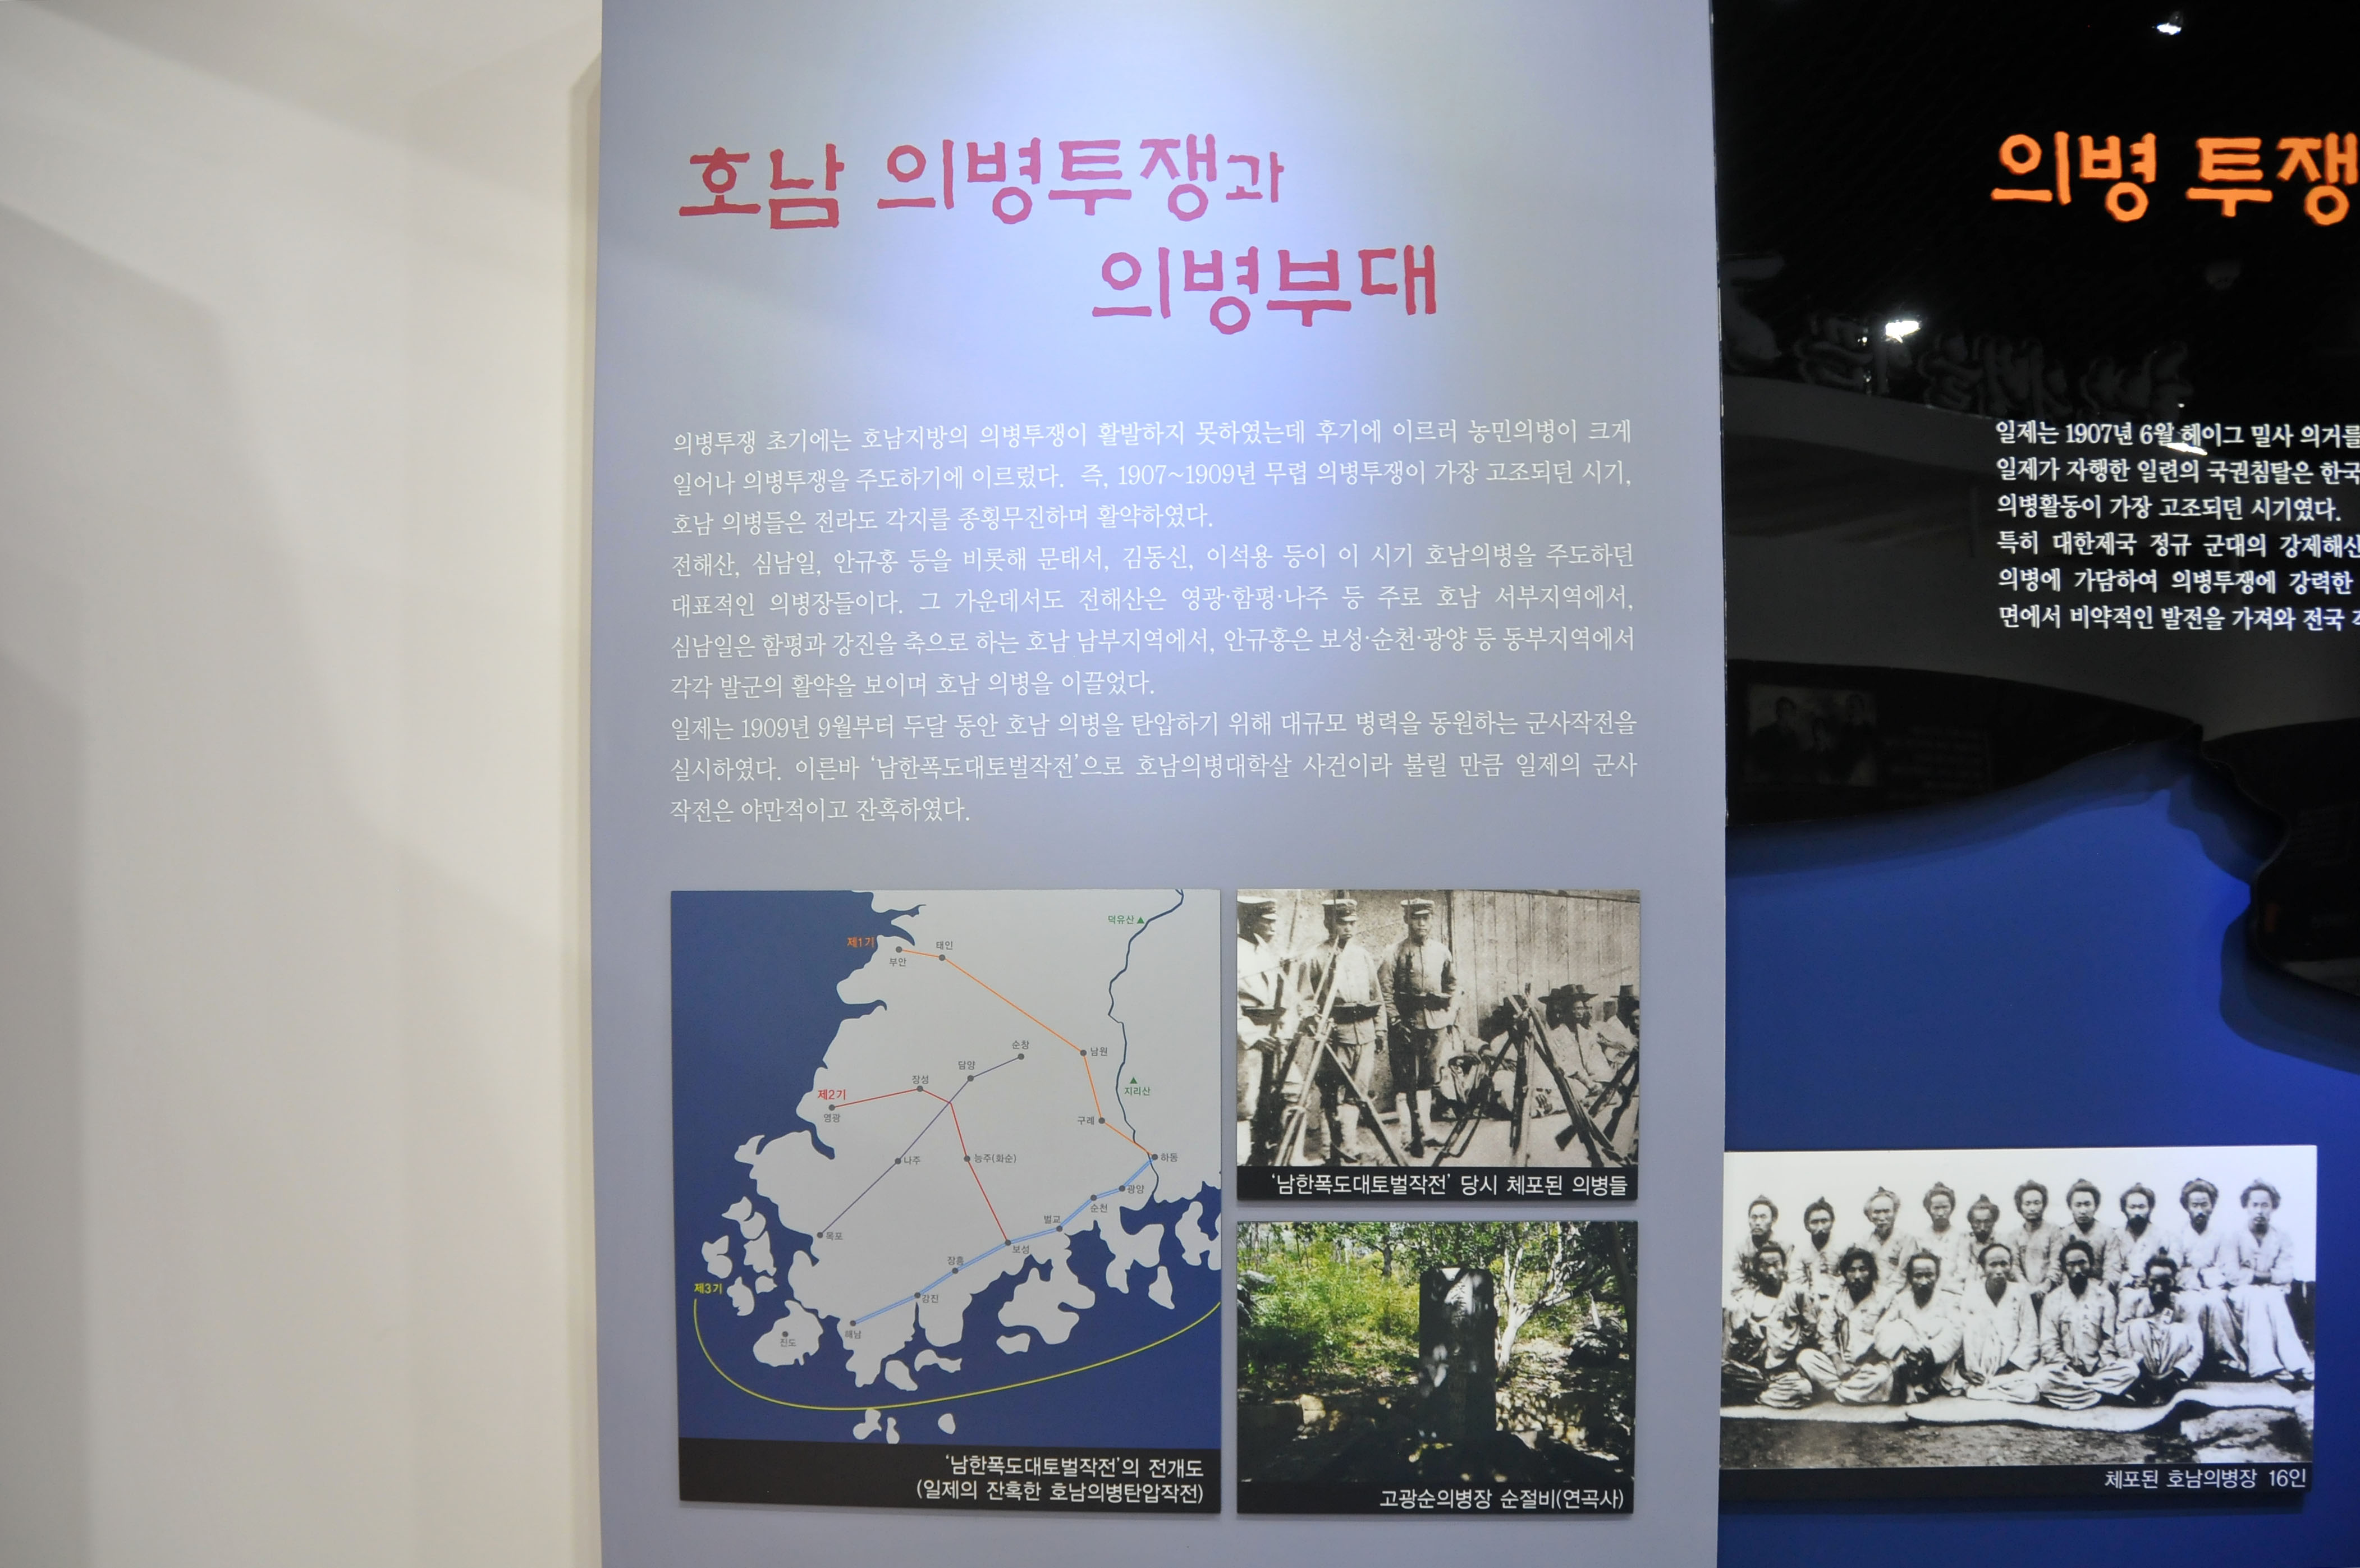 호남 의병투쟁과
의병부대
의병투쟁 초기에는 호남지방의 의병투쟁이 활발하지 못하였는데 후기에 이르러 농민의병이 크게
일어나 의병투쟁을 주도하기에 이르렀다. 즉, 1907~1909년 무렵 의병투쟁이 가장 고조되던 시기,
호남 의병들은 전라도 각지를 종횡무진하며 활약하였다.
전해산, 심남일, 안규홍 등을 비롯해 문태서, 김동신, 이석용 등이 이 시기 호남의병을 주도하던
대표적인 의병장들이다. 그 가운데서도 전해산은 영광·함평·나주 등 주로 호남 서부지역에서,
심남일은 함평과 강진을 축으로 하는 호남 남부지역에서, 안규홍은 보성·순천·광양 등 동부지역에서
각각 발군의 활약을 보이며 호남 의병을 이끌었다.
일제는 1909년 9월부터 두달 동안 호남 의병을 탄압하기 위해 대규모 병력을 동원하는 군사작전을
실시하였다. 이른바 ‘남한폭도대토벌작전’으로 호남의병대학살 사건이라 불릴 만큼 일제의 군사
작전은 야만적이고 잔혹하였다.
덕유산
제1기
태인
부안
순창
남원
담양
장성
지리산
제2기
영광
구례
나주
능주(화순)
하동
광양
순천
벌교
목포
보성
장흥
제3기
강진
해남
진도
‘남한폭도대토벌작전’의 전개도
(일제의 잔혹한 호남의병탄압작전)
‘남한폭도대토벌작전’ 당시 체포된 의병들
고광순의병장 순절비(연곡사)
의병 투쟁
일제는 1907년 6월 헤이그 밀사 의거를
일제가 자행한 일련의 국권침탈은 한국
의병활동이 가장 고조되던 시기였다.
특히 대한제국 정규 군대의 강제해산
의병에 가담하여 의병투쟁에 강력한
면에서 비약적인 발전을 가져와 전국
체포된 호남의병장 16인